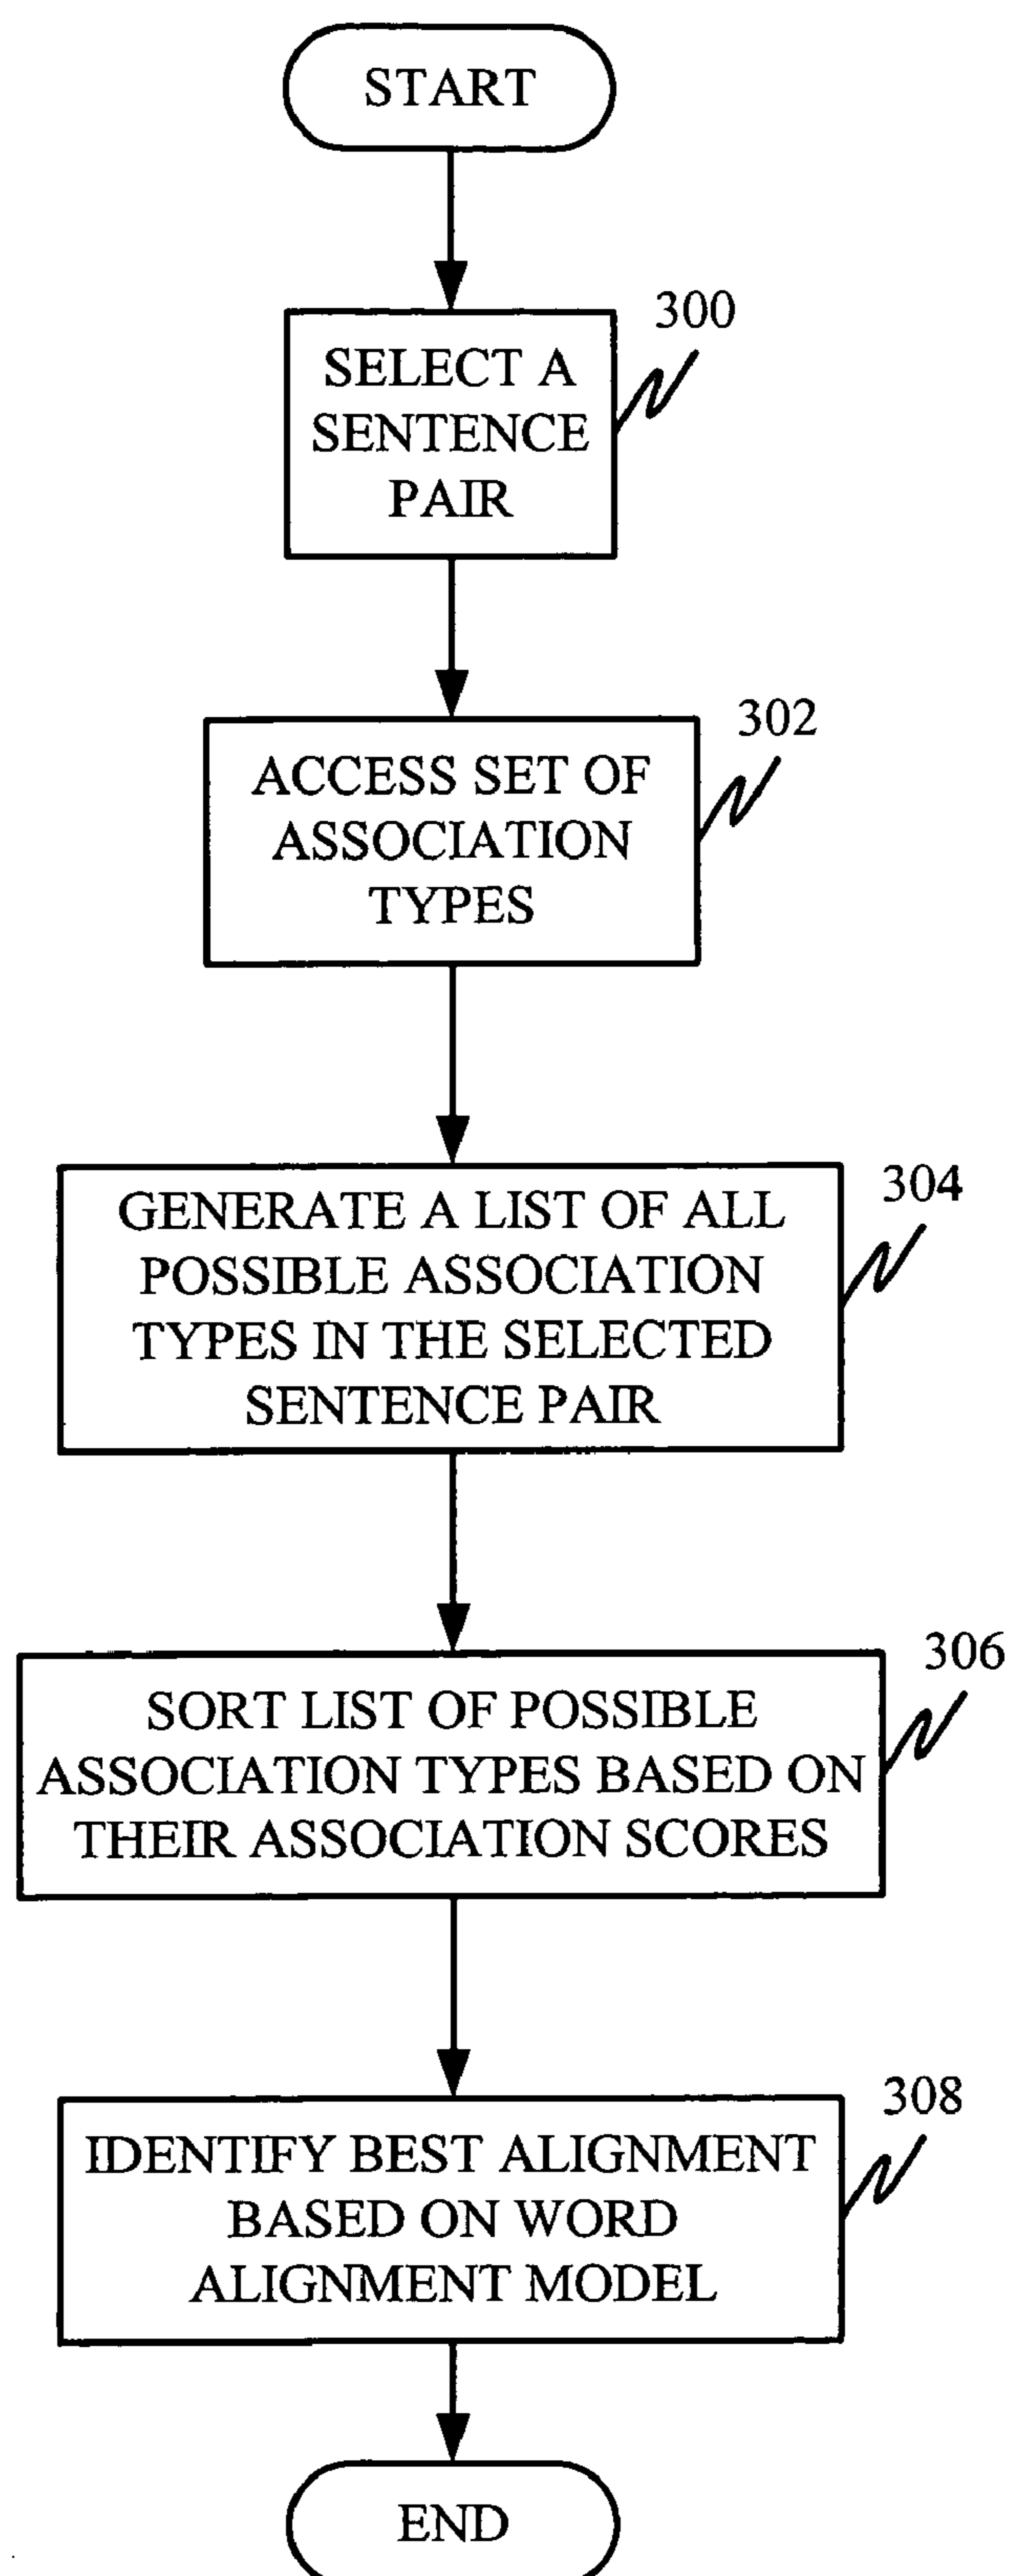 START
300
SELECT A
SENTENCE
PAIR
302
ACCESS SET OF
ASSOCIATION
TYPES
304
GENERATE A LIST OF ALL
POSSIBLE ASSOCIATION
TYPES IN THE SELECTED
SENTENCE PAIR
306
SORT LIST OF POSSIBLE
ASSOCIATION TYPES BASED ON
THEIR ASSOCIATION SCORES
308
IDENTIFY BEST ALIGNMENT
BASED ON WORD
ALIGNMENT MODEL
END